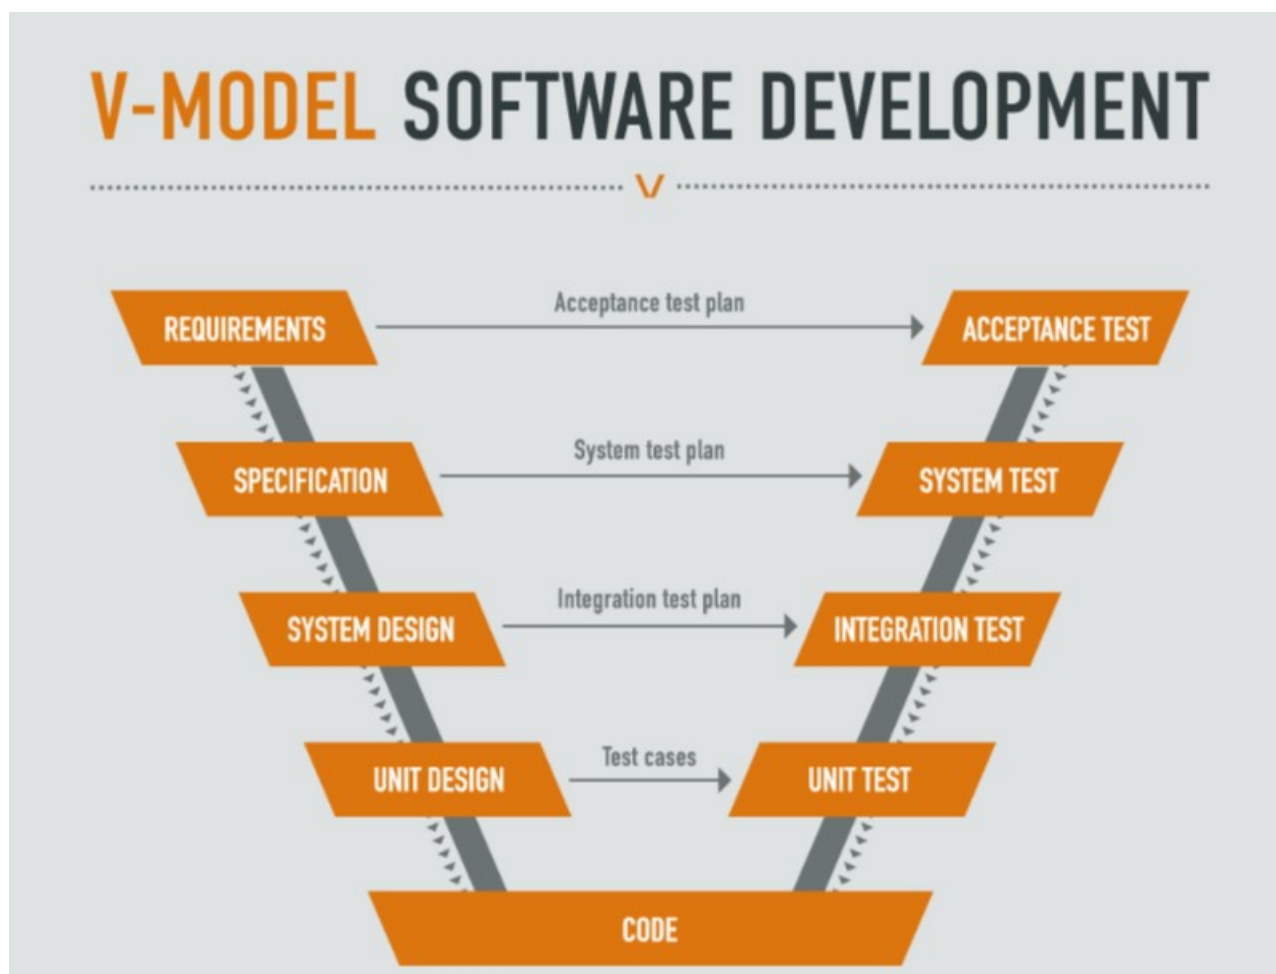 V-MODEL SOFTWARE DEVELOPMENT
REQUIREMENTS
Acceptance test plan
ACCEPTANCE TEST
SPECIFICATION
System test plan
SYSTEM TEST
SYSTEM DESIGN
Integration test plan
INTEGRATION TEST
UNIT DESIGN
Test cases
UNIT TEST
CODE